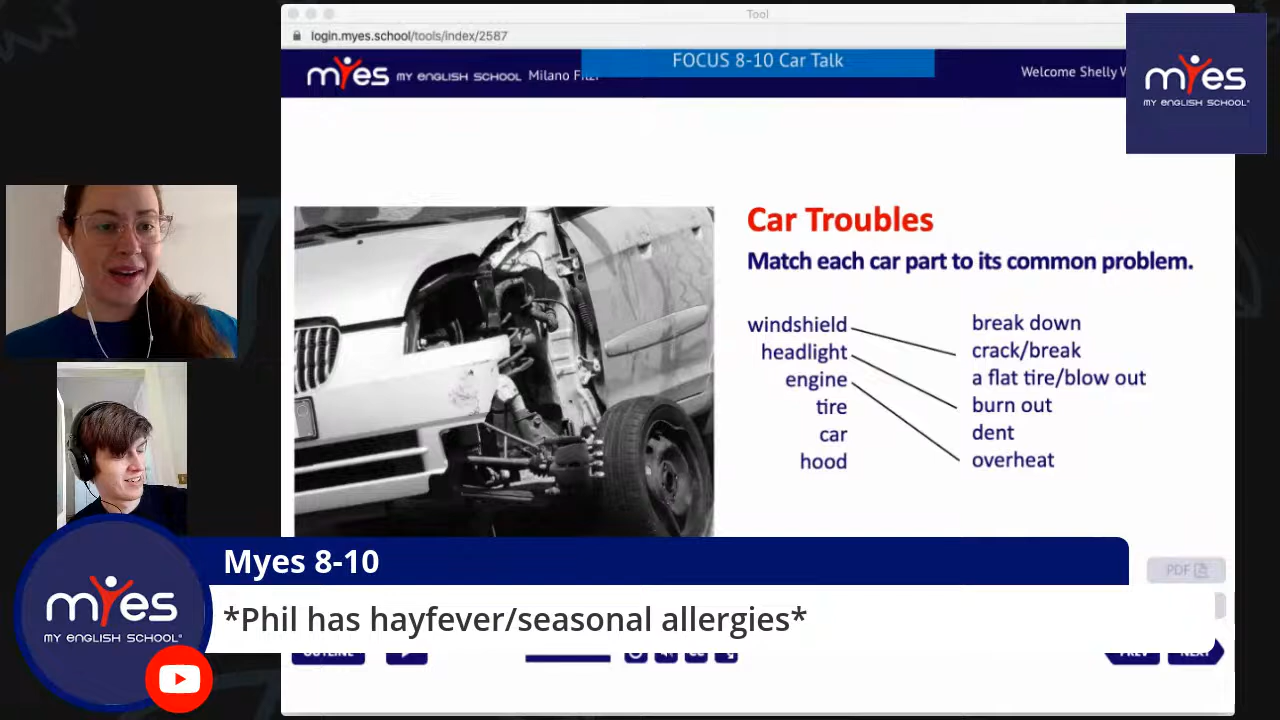 Tool
login.myes.school/tools/index/2587
FOCUS 8-10 Car Talk
myes MY ENGLISH SCHOOL Milano
Welcome Shelly
myes
MY ENGLISH SCHOOL
Car Troubles
Match each car part to its common problem.
windshield break down
headlight crack/break
engine a flat tire/blow out
tire burn out
car dent
hood overheat
PDF
Myes 8-10
*Phil has hayfever/seasonal allergies*
myes
MY ENGLISH SCHOOL
OUTLINE
PREV NEXT